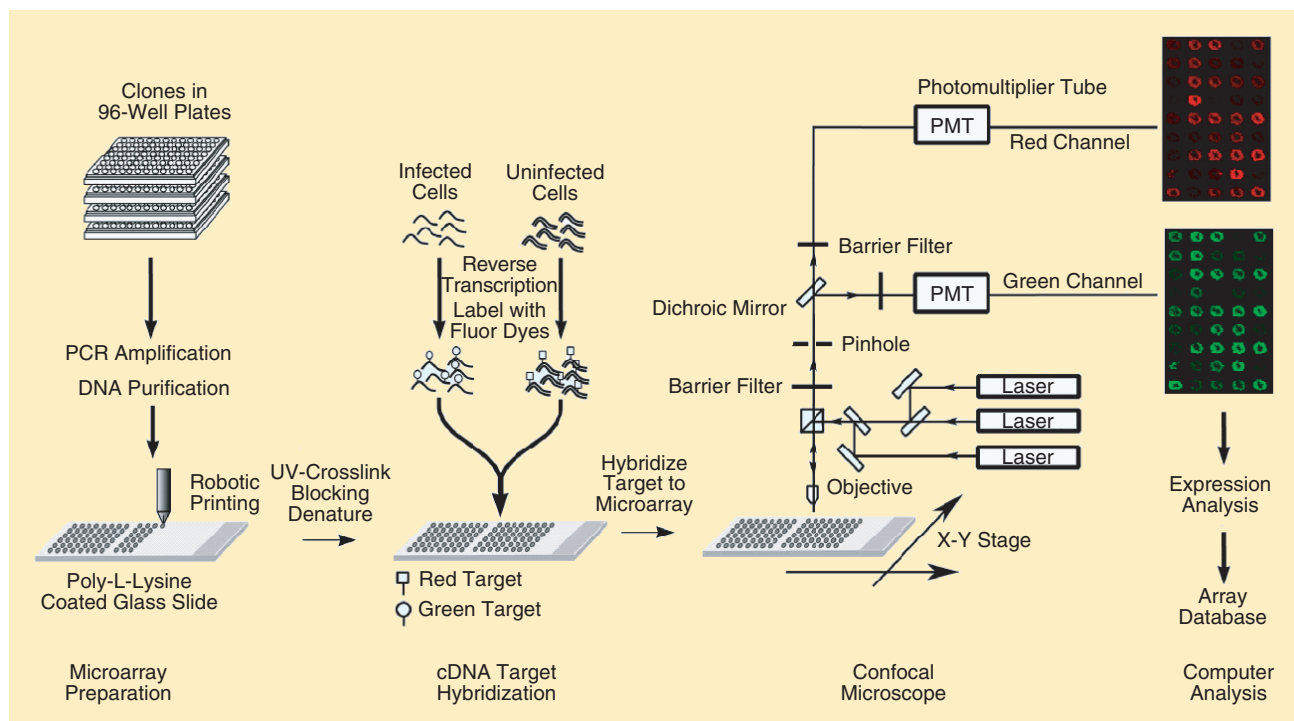 Clones in
96-Well Plates
PCR Amplification
DNA Purification
Robotic
Printing
Poly-L-Lysine
Coated Glass Slide
Microarray
Preparation
UV-Crosslink
Blocking
Denature
Infected
Cells
Uninfected
Cells
Reverse
Transcription
Label with
Fluor Dyes
Red Target
Green Target
cDNA Target
Hybridization
Hybridize
Target to
Microarray
Photomultiplier Tube
PMT
Red Channel
Barrier Filter
PMT
Green Channel
Dichroic Mirror
Pinhole
Barrier Filter
Laser
Laser
Laser
Objective
X-Y Stage
Confocal
Microscope
Expression
Analysis
Array
Database
Computer
Analysis